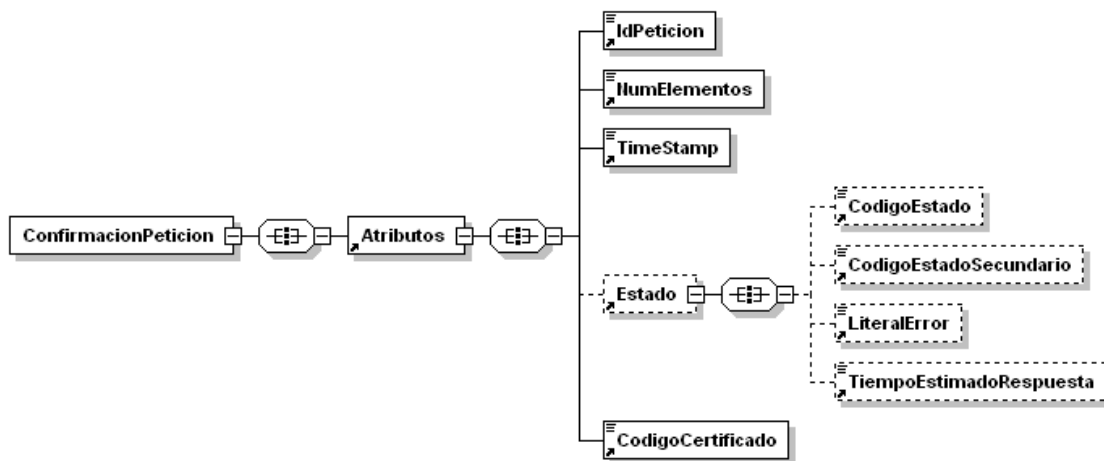 IdPeticion
NumElementos
TimeStamp
ConfirmacionPeticion
Atributos
Estado
CodigoEstado
CodigoEstadoSecundario
LiteralError
TiempoEstimadoRespuesta
CodigoCertificado